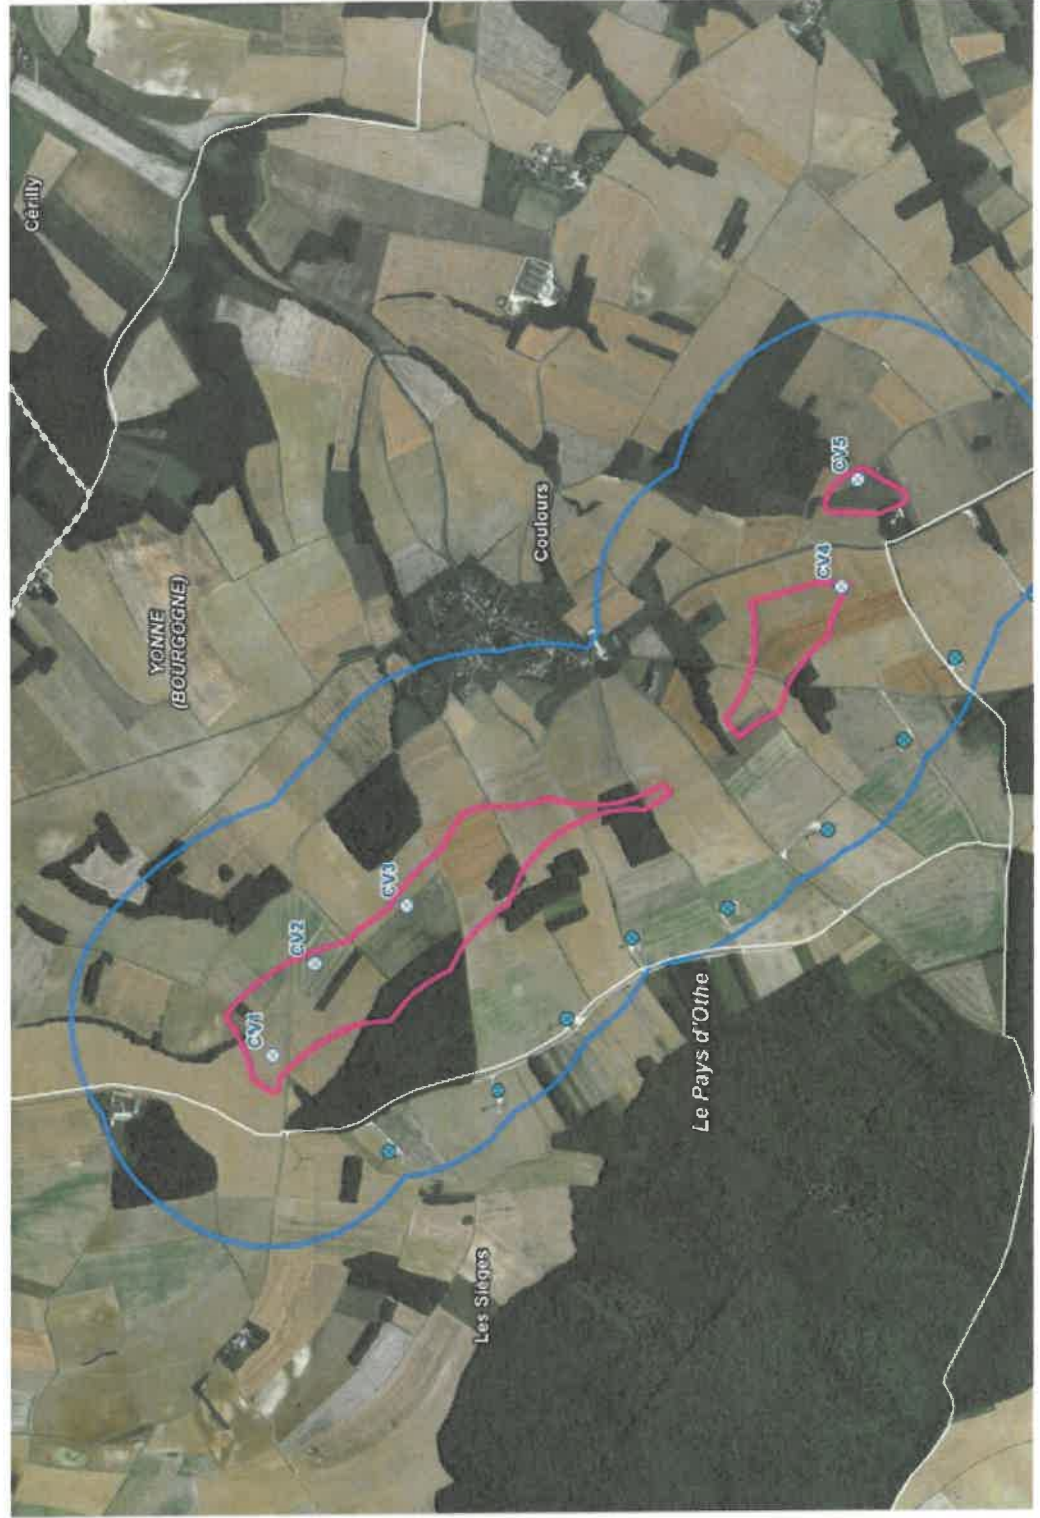 Cérilly
YONNE
(BOURGOGNE)
Coulours
CV5
CV4
CV3
CV2
CV1
Le Pays d'Othe
Les Sièges